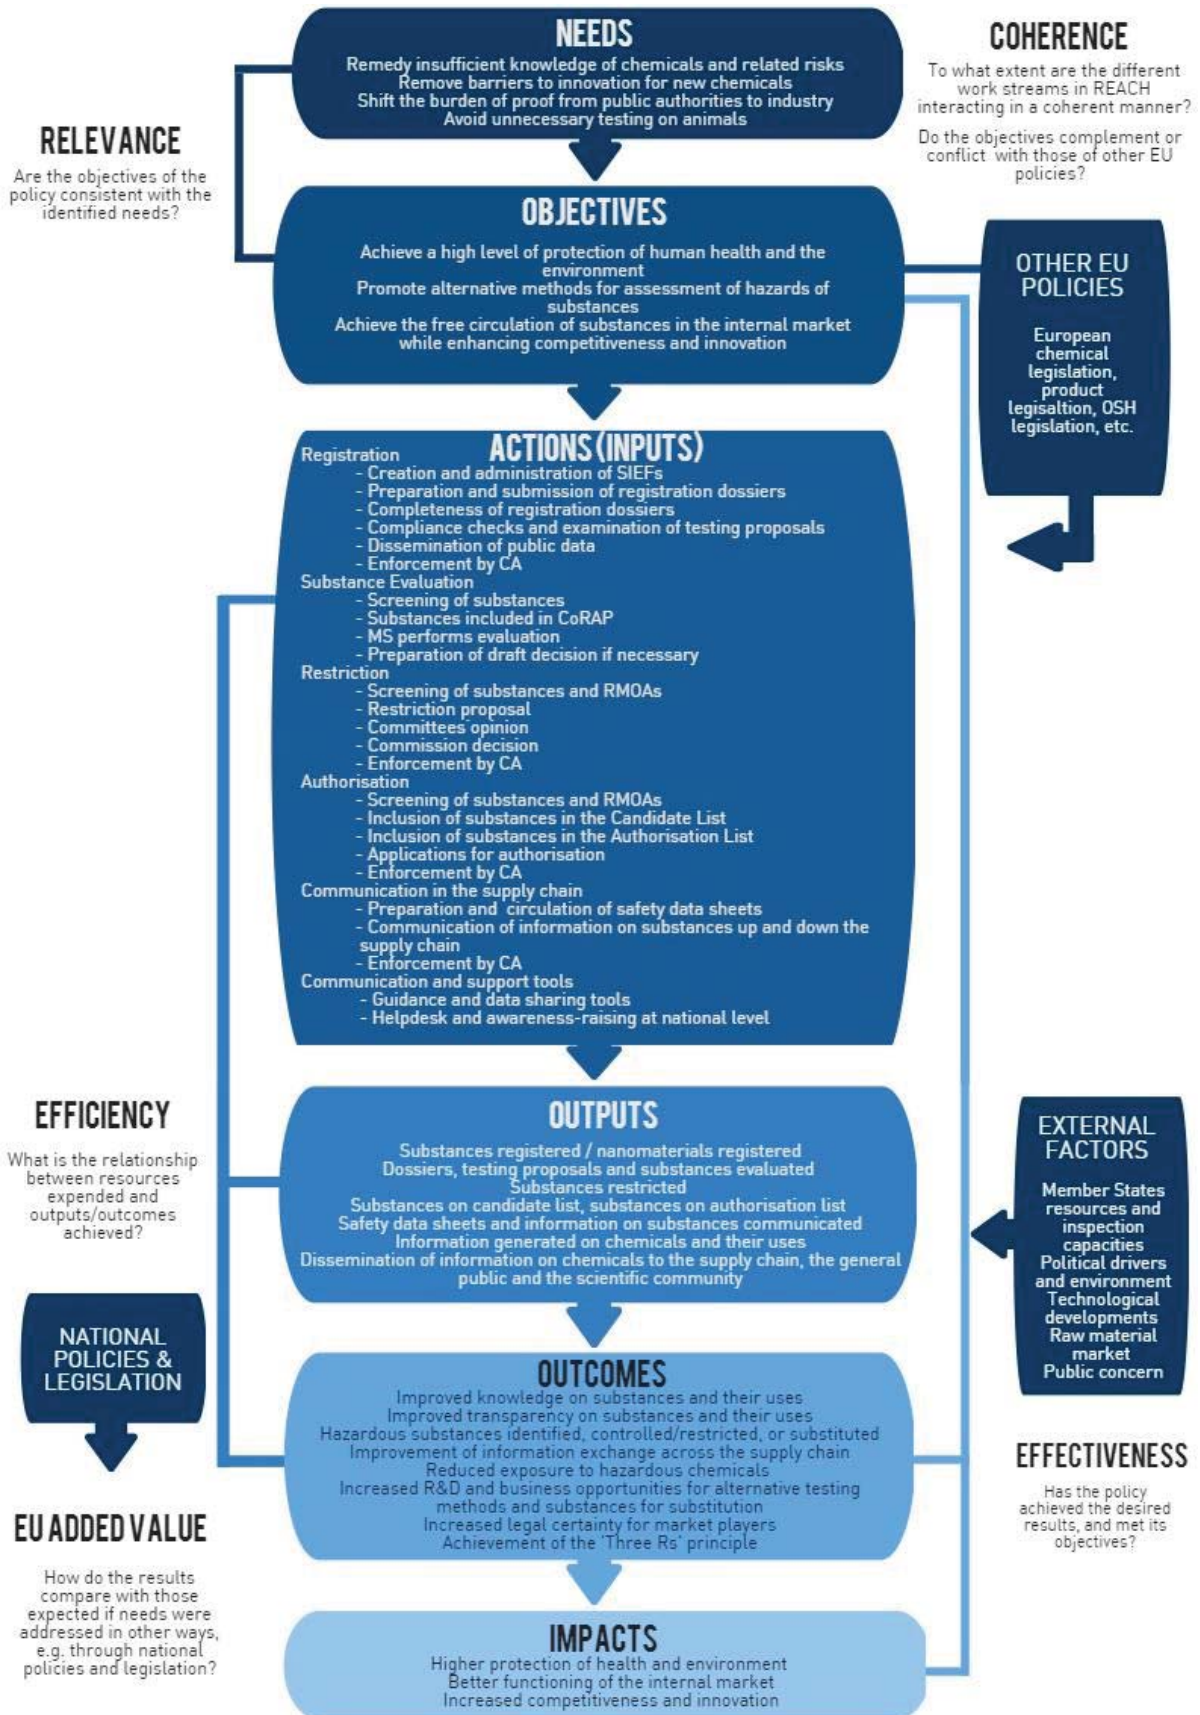 NEEDS
Remedy insufficient knowledge of chemicals and related risks
Remove barriers to innovation for new chemicals
Shift the burden of proof from public authorities to industry
Avoid unnecessary testing on animals
COHERENCE
To what extent are the different
work streams in REACH
interacting in a coherent manner?
Do the objectives complement or
conflict with those of other EU
policies?
RELEVANCE
Are the objectives of the
policy consistent with the
identified needs?
OBJECTIVES
Achieve a high level of protection of human health and the
environment
Promote alternative methods for assessment of hazards of
substances
Achieve the free circulation of substances in the internal market
while enhancing competitiveness and innovation
OTHER EU
POLICIES
European
chemical
legislation,
product
legisaltion, OSH
legislation, etc.
ACTIONS (INPUTS)
Registration
- Creation and administration of SIEFs
- Preparation and submission of registration dossiers
- Completeness of registration dossiers
- Compliance checks and examination of testing proposals
- Dissemination of public data
- Enforcement by CA
Substance Evaluation
- Screening of substances
- Substances included in CoRAP
- MS performs evaluation
- Preparation of draft decision if necessary
Restriction
- Screening of substances and RMOAs
- Restriction proposal
- Committees opinion
- Commission decision
- Enforcement by CA
Authorisation
- Screening of substances and RMOAs
- Inclusion of substances in the Candidate List
- Inclusion of substances in the Authorisation List
- Applications for authorisation
- Enforcement by CA
Communication in the supply chain
- Preparation and circulation of safety data sheets
- Communication of information on substances up and down the
supply chain
- Enforcement by CA
Communication and support tools
- Guidance and data sharing tools
- Helpdesk and awareness-raising at national level
EFFICIENCY
What is the relationship
between resources
expended and
outputs/outcomes
achieved?
OUTPUTS
Substances registered / nanomaterials registered
Dossiers, testing proposals and substances evaluated
Substances restricted
Substances on candidate list, substances on authorisation list
Safety data sheets and information on substances communicated
Information generated on chemicals and their uses
Dissemination of information on chemicals to the supply chain, the general
public and the scientific community
EXTERNAL
FACTORS
Member States
resources and
inspection
capacities
Political drivers
and environment
Technological
developments
Raw material
market
Public concern
NATIONAL
POLICIES &
LEGISLATION
OUTCOMES
Improved knowledge on substances and their uses
Improved transparency on substances and their uses
Hazardous substances identified, controlled/restricted, or substituted
Improvement of information exchange across the supply chain
Reduced exposure to hazardous chemicals
Increased R&D and business opportunities for alternative testing
methods and substances for substitution
Increased legal certainty for market players
Achievement of the 'Three Rs' principle
EFFECTIVENESS
Has the policy
achieved the desired
results, and met its
objectives?
EU ADDED VALUE
How do the results
compare with those
expected if needs were
addressed in other ways,
e.g. through national
policies and legislation?
IMPACTS
Higher protection of health and environment
Better functioning of the internal market
Increased competitiveness and innovation